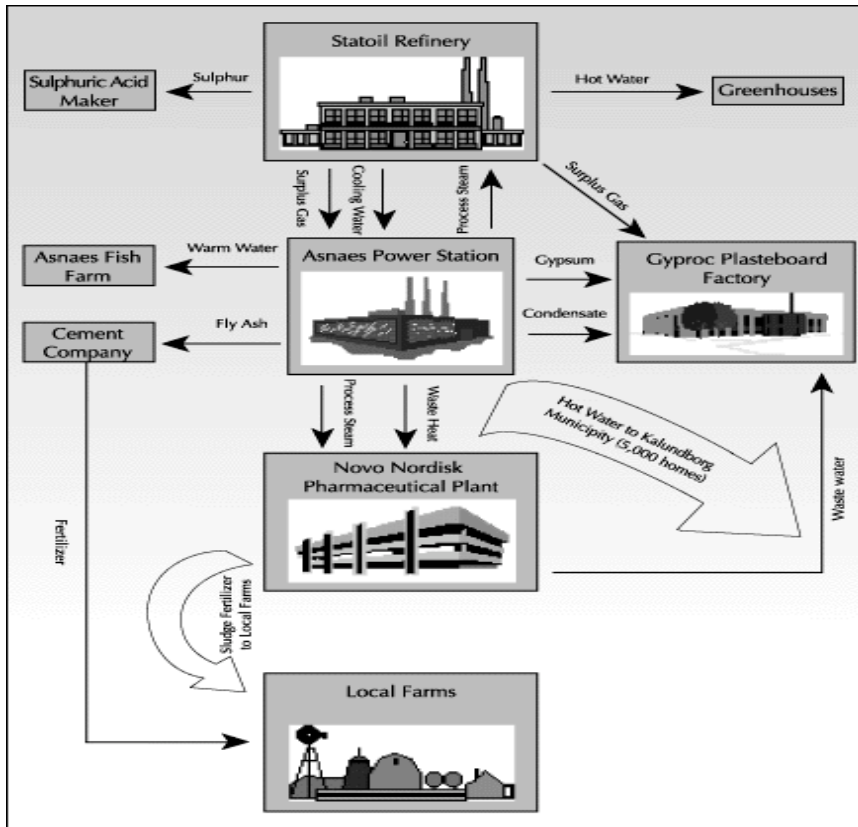 Statoil Refinery
Sulphuric Acid
Maker
Sulphur
Hot Water
Greenhouses
Surplus Gas
Cooling Water
Process Steam
Surplus Gas
Asnaes Fish
Farm
Warm Water
Asnaes Power Station
Gypsum
Gyproc Plasteboard
Factory
Cement
Company
Fly Ash
Condensate
Process Steam
Waste Heat
Hot Water to Kalundborg
Municipity (5,000 homes)
Novo Nordisk
Pharmaceutical Plant
Waste water
Fertilizer
Sludge Fertilizer
to Local Farms
Local Farms